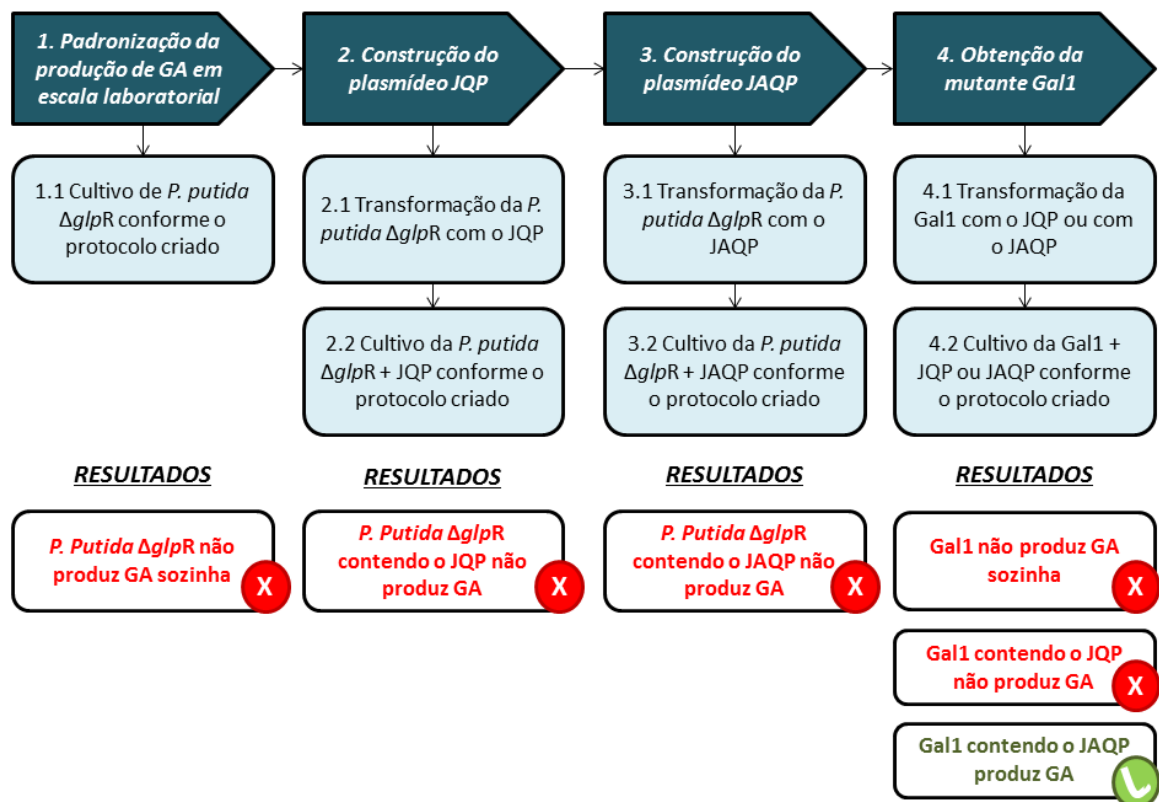 1. Padronização da
produção de GA em
escala laboratorial
2. Construção do
plasmídeo JQP
3. Construção do
plasmídeo JAQP
4. Obtenção da
mutante Gal1
1.1 Cultivo de P. putida
ΔglpR conforme o
protocolo criado
2.1 Transformação da P.
putida ΔglpR com o JQP
3.1 Transformação da P.
putida ΔglpR com o
JAQP
4.1 Transformação da
Gal1 com o JQP ou com
o JAQP
2.2 Cultivo da P. putida
ΔglpR + JQP conforme o
protocolo criado
3.2 Cultivo da P. putida
ΔglpR + JAQP conforme
o protocolo criado
4.2 Cultivo da Gal1 +
JQP ou JAQP conforme
o protocolo criado
RESULTADOS
RESULTADOS
RESULTADOS
RESULTADOS
P. Putida ΔglpR não
produz GA sozinha
X
P. Putida ΔglpR
contendo o JQP não
produz GA
X
P. Putida ΔglpR
contendo o JAQP não
produz GA
X
Gal1 não produz GA
sozinha
X
Gal1 contendo o JQP
não produz GA
X
Gal1 contendo o JAQP
produz GA